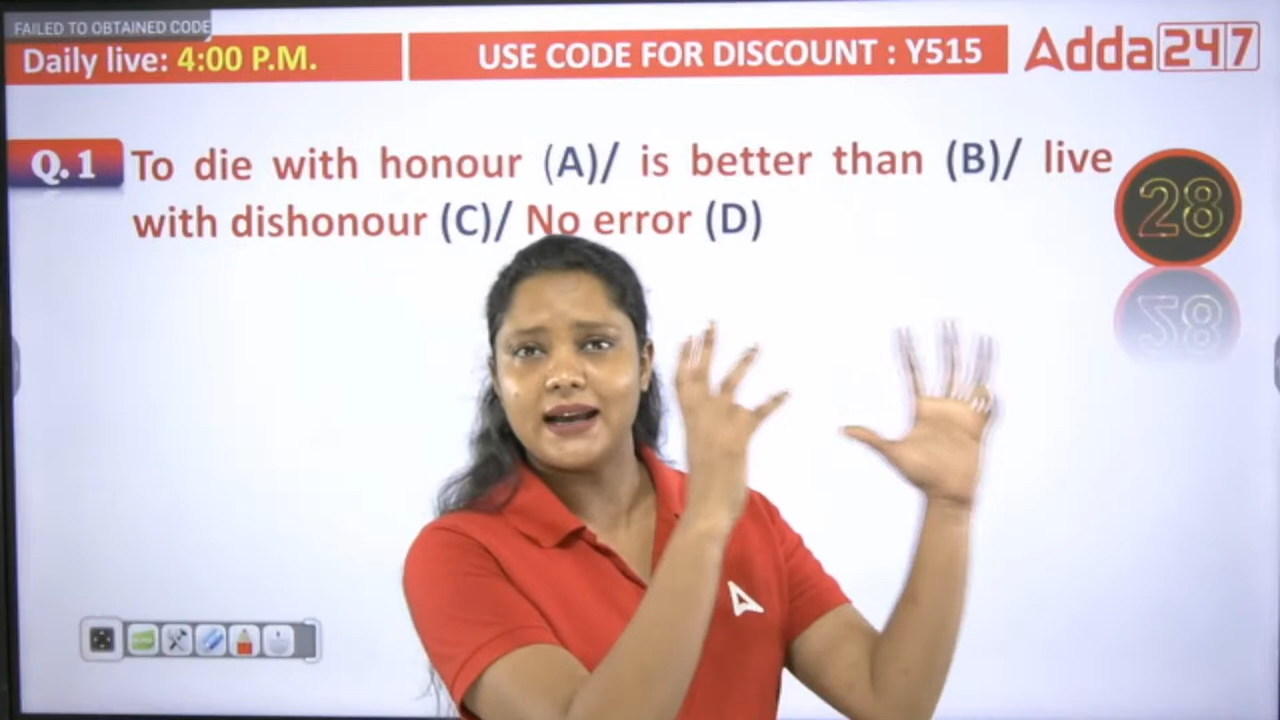 FAILED TO OBTAINED CODE
Daily live: 4:00 P.M.
USE CODE FOR DISCOUNT : Y515
Adda247
Q. 1
To die with honour (A)/ is better than (B)/ live
with dishonour (C)/ No error (D)
28